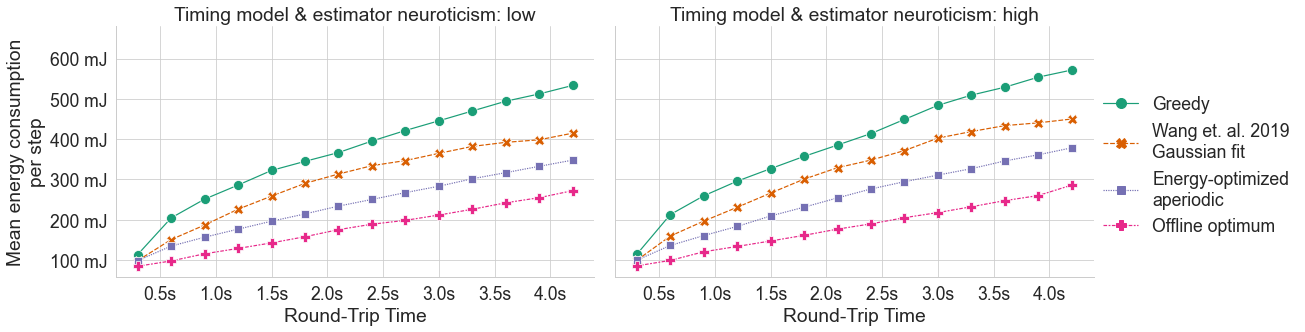 Timing model & estimator neuroticism: low
Timing model & estimator neuroticism: high
Mean energy consumption
per step
600 mJ
500 mJ
400 mJ
300 mJ
200 mJ
100 mJ
0.5s 1.0s 1.5s 2.0s 2.5s 3.0s 3.5s 4.0s
Round-Trip Time
0.5s 1.0s 1.5s 2.0s 2.5s 3.0s 3.5s 4.0s
Round-Trip Time
Greedy
Wang et. al. 2019
Gaussian fit
Energy-optimized
aperiodic
Offline optimum